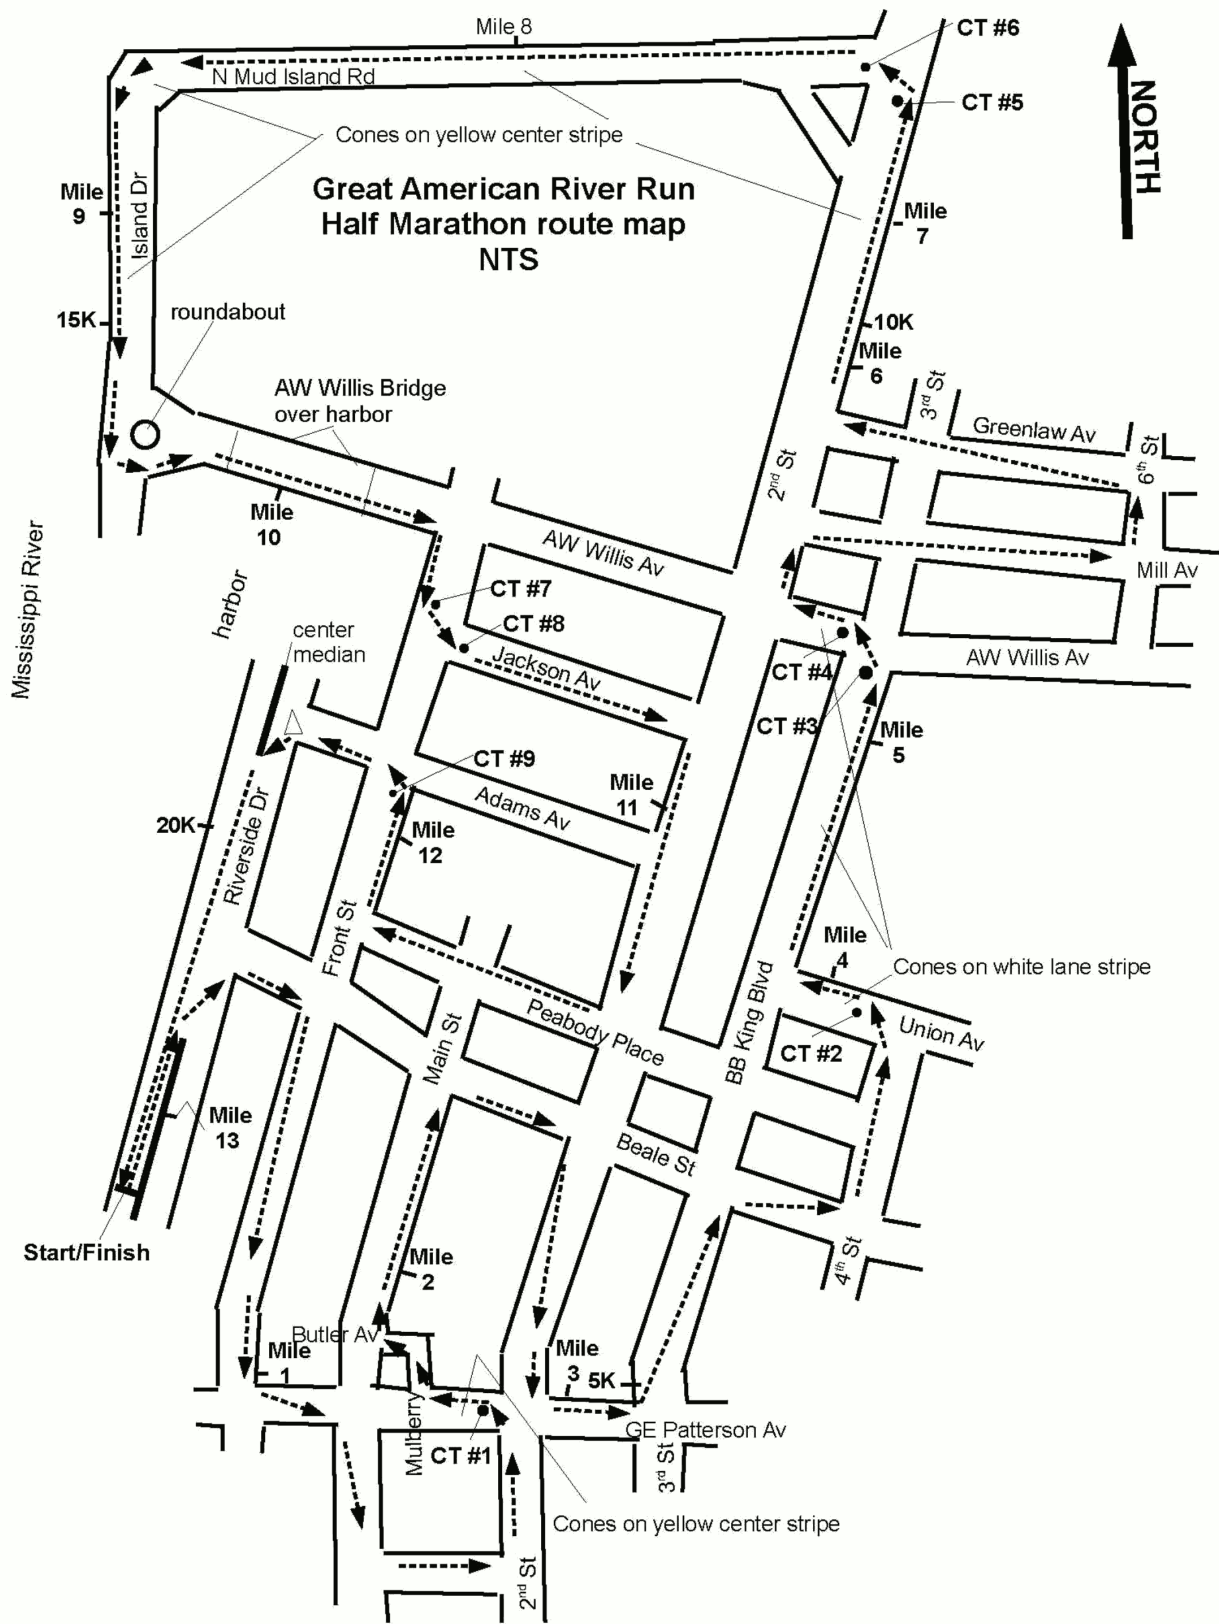 Mile 8
CT #6
N Mud Island Rd
CT #5
NORTH
Cones on yellow center stripe
Great American River Run
Half Marathon route map
NTS
Mile
9
Island Dr
Mile
7
15K
roundabout
10K
Mile
6
AW Willis Bridge
over harbor
3rd St
Greenlaw Av
6th St
2nd St
Mile
10
AW Willis Av
Mill Av
Mississippi River
harbor
CT #7
CT #8
center
median
Jackson Av
CT #4
AW Willis Av
CT #3
Mile
5
CT #9
Mile
11
Adams Av
20K
Riverside Dr
Mile
12
Front St
Mile
4
Cones on white lane stripe
Peabody Place
BB King Blvd
Union Av
Main St
CT #2
Mile
13
Beale St
Start/Finish
4th St
Mile
2
Butler Av
Mile
1
Mile
3
5K
Mulberry
GE Patterson Av
CT #1
3rd St
Cones on yellow center stripe
2nd St